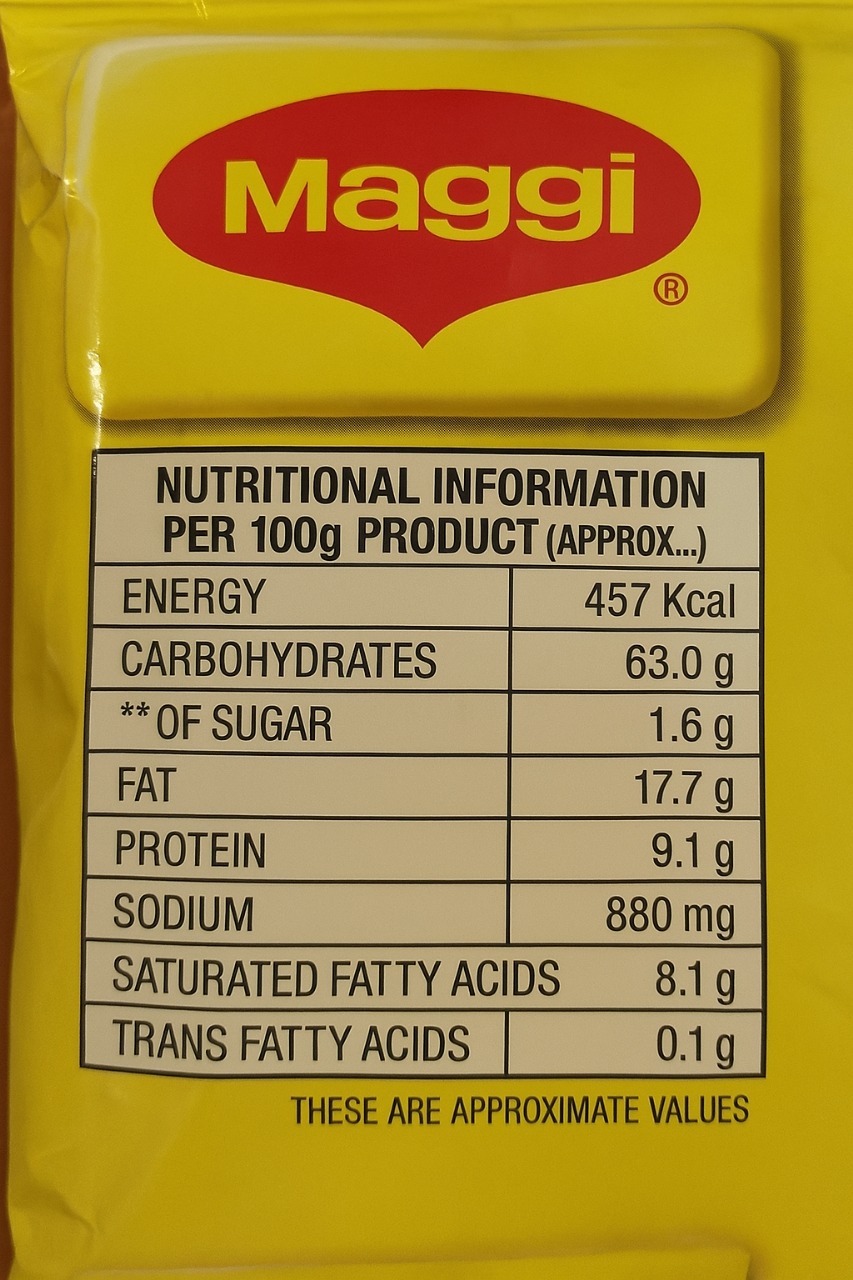 Maggi
®
NUTRITIONAL INFORMATION
PER 100g PRODUCT (APPROX...)
ENERGY 457 Kcal
CARBOHYDRATES 63.0 g
** OF SUGAR 1.6 g
FAT 17.7 g
PROTEIN 9.1 g
SODIUM 880 mg
SATURATED FATTY ACIDS 8.1 g
TRANS FATTY ACIDS 0.1 g
THESE ARE APPROXIMATE VALUES